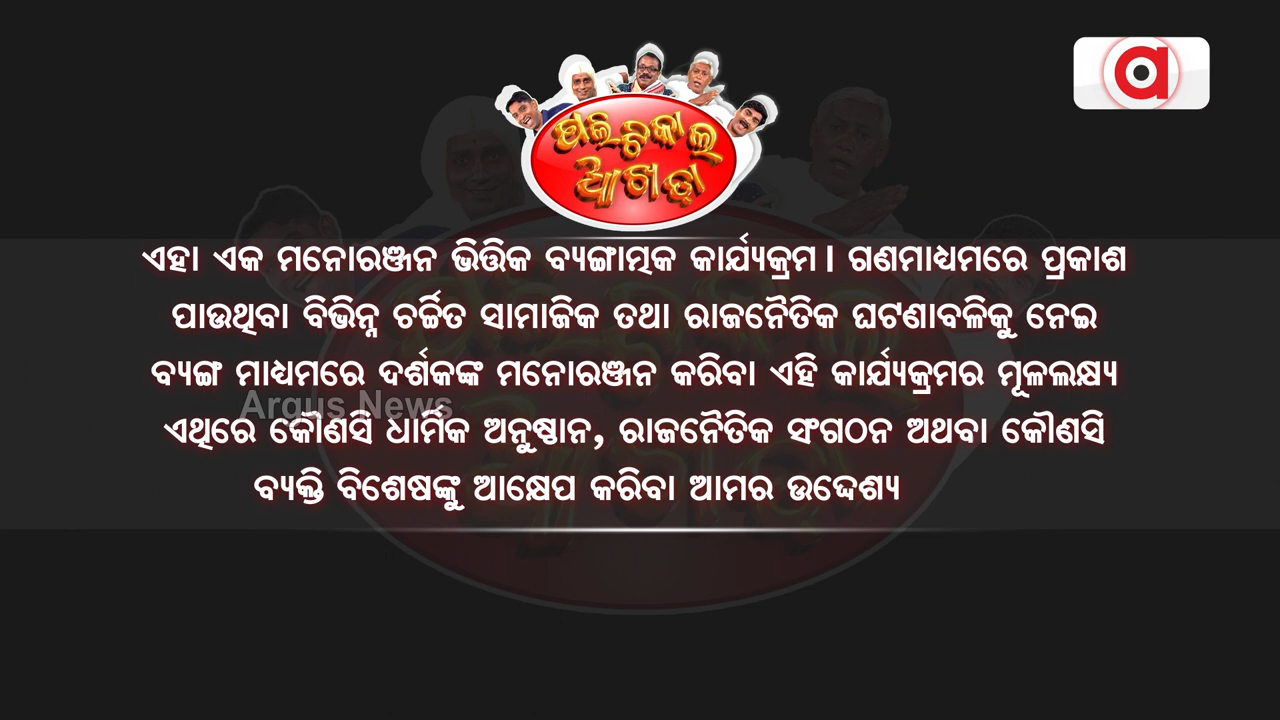 ପଲିଟିକାଲ
ଆଖଡ଼ା
a
ଏହା ଏକ ମନୋରଞ୍ଜନ ଭିତ୍ତିକ ବ୍ୟଙ୍ଗାତ୍ମକ କାର୍ଯ୍ୟକ୍ରମ। ଗଣମାଧ୍ୟମରେ ପ୍ରକାଶ
ପାଉଥିବା ବିଭିନ୍ନ ଚର୍ଚ୍ଚିତ ସାମାଜିକ ତଥା ରାଜନୈତିକ ଘଟଣାବଳିକୁ ନେଇ
ବ୍ୟଙ୍ଗ ମାଧ୍ୟମରେ ଦର୍ଶକଙ୍କ ମନୋରଞ୍ଜନ କରିବା ଏହି କାର୍ଯ୍ୟକ୍ରମର ମୂଳଲକ୍ଷ୍ୟ
Argus News
ଏଥିରେ କୌଣସି ଧାର୍ମିକ ଅନୁଷ୍ଠାନ, ରାଜନୈତିକ ସଂଗଠନ ଅଥବା କୌଣସି
ବ୍ୟକ୍ତି ବିଶେଷଙ୍କୁ ଆକ୍ଷେପ କରିବା ଆମର ଉଦ୍ଦେଶ୍ୟ